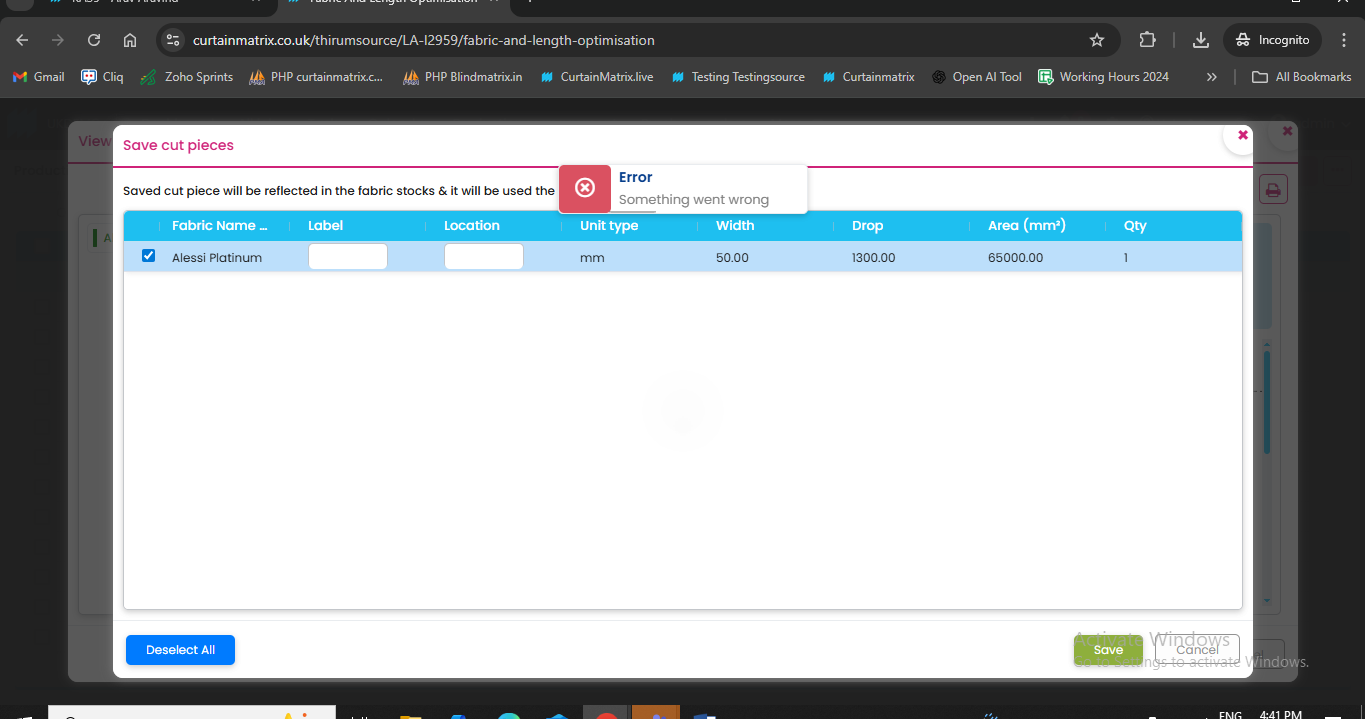 curtainmatrix.co.uk/thirumsource/LA-I2959/fabric-and-length-optimisation
Incognito
Gmail
Cliq
Zoho Sprints
PHP curtainmatrix.c...
PHP Blindmatrix.in
CurtainMatrix.live
Testing Testingsource
Curtainmatrix
Open AI Tool
Working Hours 2024
»
All Bookmarks
View
Save cut pieces
Error
Something went wrong
Saved cut piece will be reflected in the fabric stocks & it will be used the
Fabric Name ... Label Location Unit type Width Drop Area (mm²) Qty
Alessi Platinum mm 50.00 1300.00 65000.00 1
Deselect All
Save
Cancel
Activate Windows
Go to Settings to activate Windows.
ENG
4:41 PM